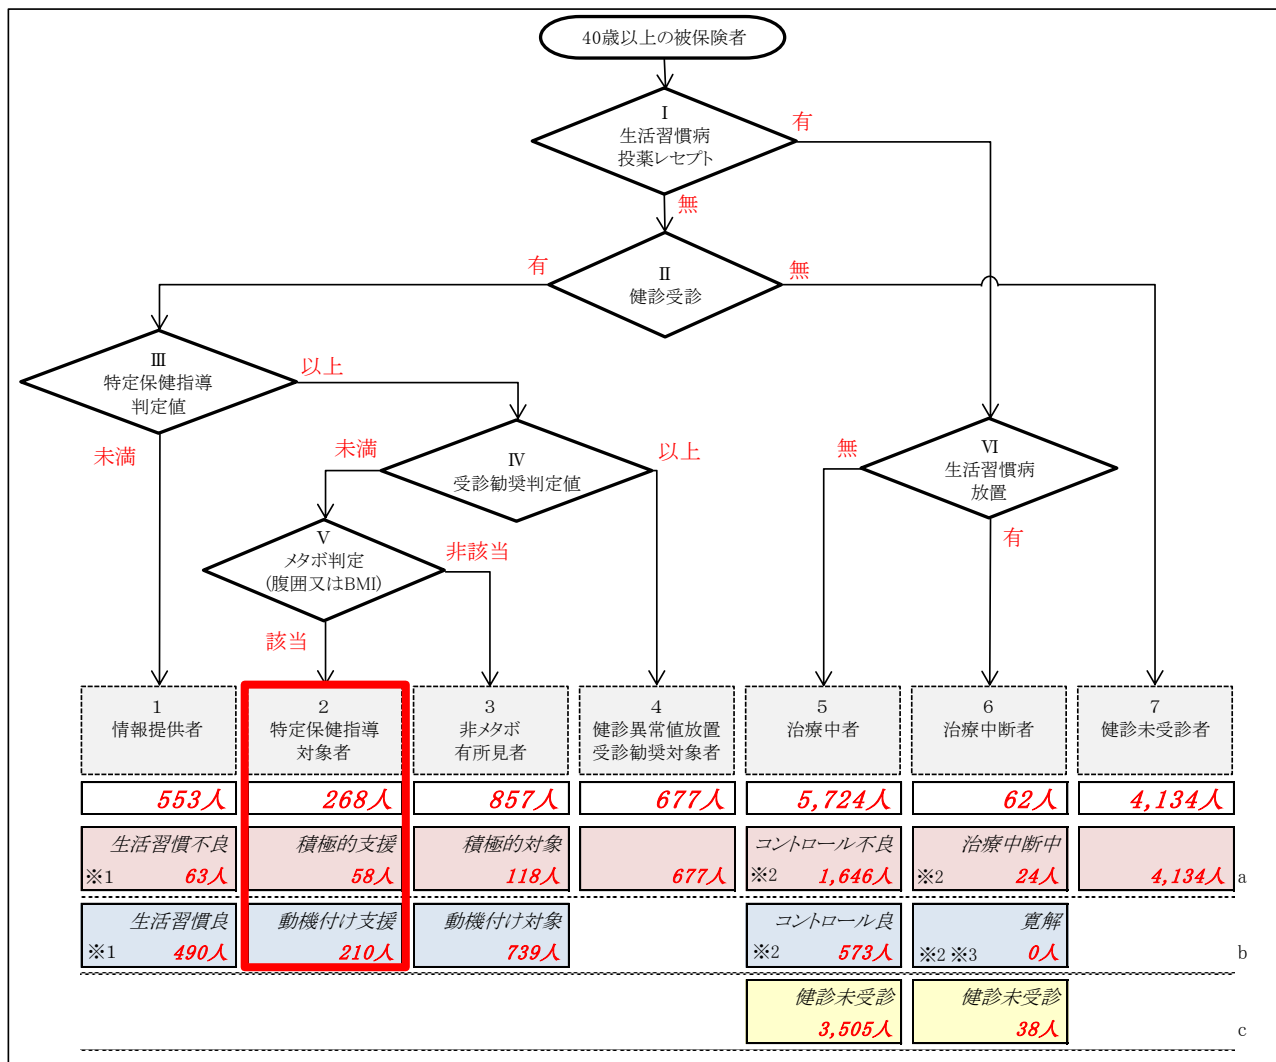 40歳以上の被保険者
Ⅰ
生活習慣病
投薬レセプト
有
無
Ⅱ
健診受診
有
無
Ⅲ
特定保健指導
判定値
以上
未満
Ⅳ
受診勧奨判定値
未満
以上
Ⅵ
生活習慣病
放置
無
有
Ⅴ
メタボ判定
(腹囲又はBMI)
非該当
該当
1
情報提供者
2
特定保健指導
対象者
3
非メタボ
有所見者
4
健診異常値放置
受診勧奨対象者
5
治療中者
6
治療中断者
7
健診未受診者
553人
268人
857人
677人
5,724人
62人
4,134人
生活習慣不良
※1 63人
積極的支援
58人
積極的対象
118人
677人
コントロール不良
※2 1,646人
治療中断中
※2 24人
4,134人
a
生活習慣良
※1 490人
動機付け支援
210人
動機付け対象
739人
コントロール良
※2 573人
寛解
※2 ※3 0人
b
健診未受診
3,505人
健診未受診
38人
c